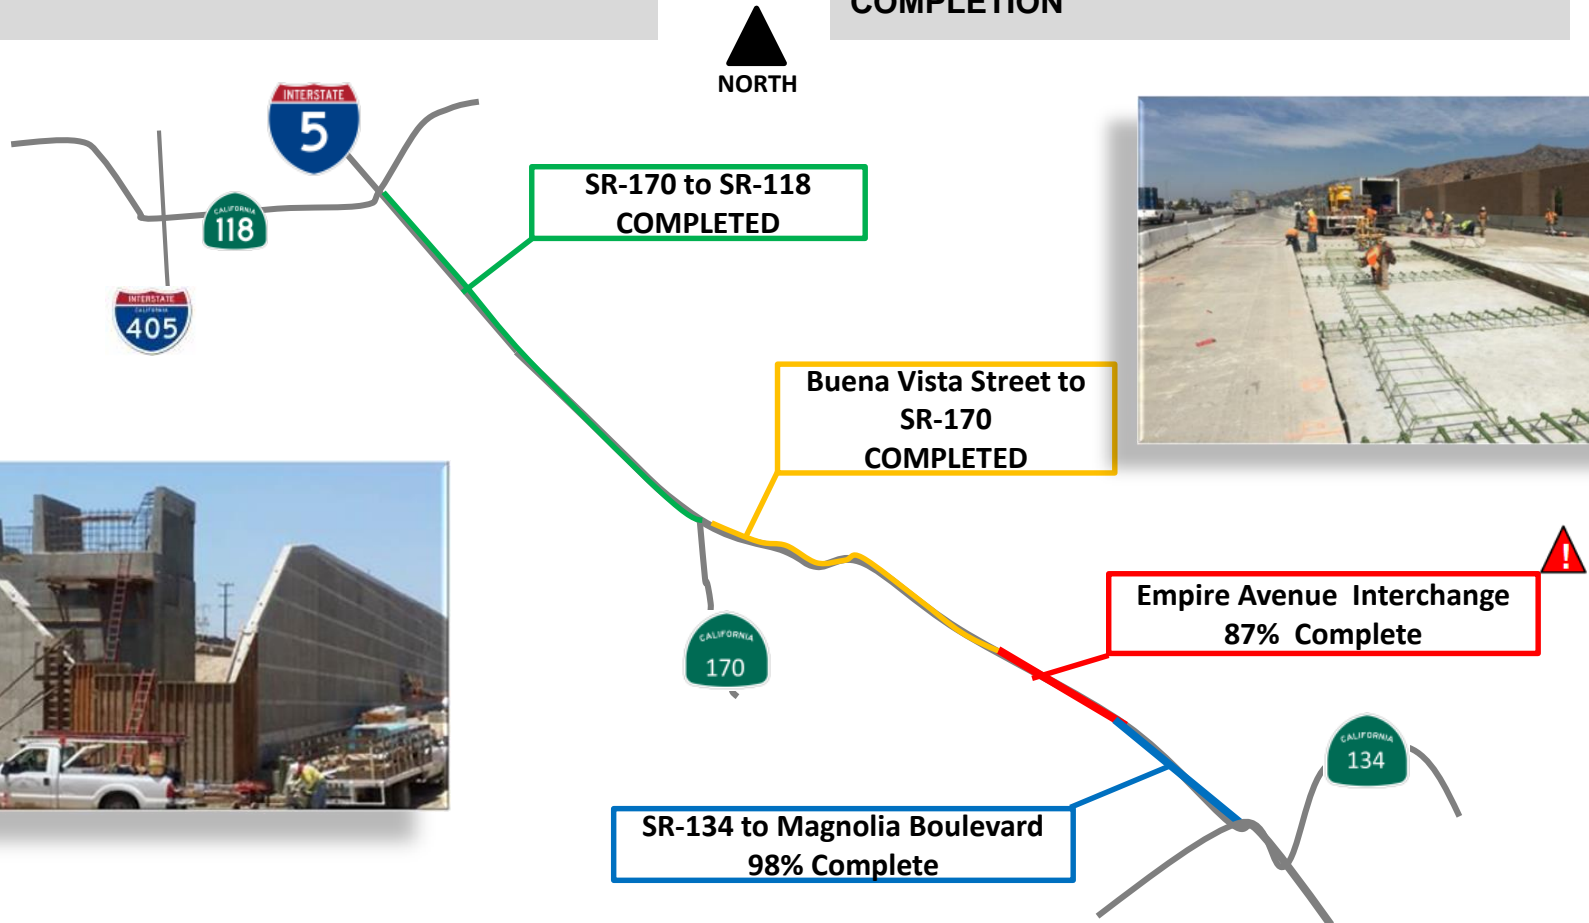 COMPLETION
NORTH
INTERSTATE
5
SR-170 to SR-118
COMPLETED
CALIFORNIA
118
INTERSTATE
CALIFORNIA
405
Buena Vista Street to
SR-170
COMPLETED
!
Empire Avenue Interchange
87% Complete
CALIFORNIA
170
CALIFORNIA
134
SR-134 to Magnolia Boulevard
98% Complete